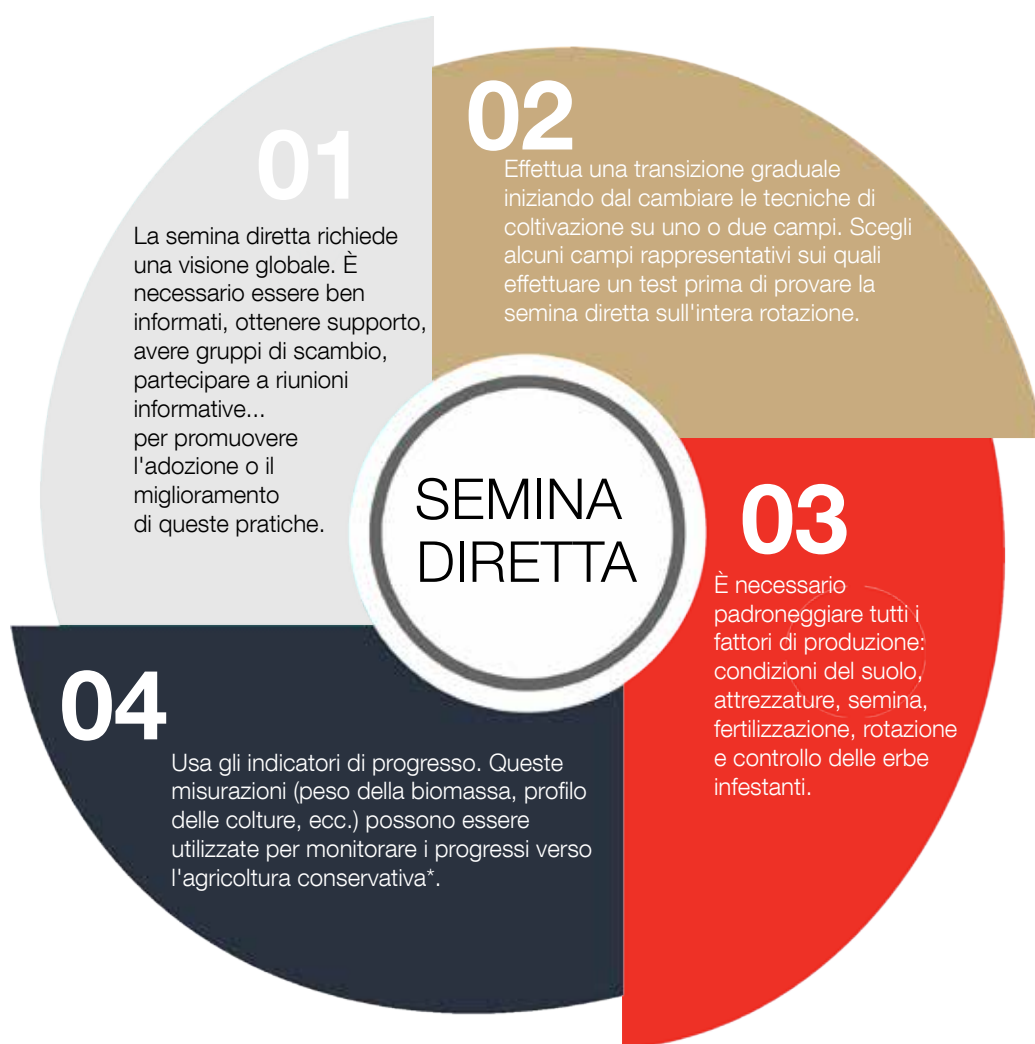 01
La semina diretta richiede
una visione globale. È
necessario essere ben
informati, ottenere supporto,
avere gruppi di scambio,
partecipare a riunioni
informative...
per promuovere
l'adozione o il
miglioramento
di queste pratiche.
02
Effettua una transizione graduale
iniziando dal cambiare le tecniche di
coltivazione su uno o due campi. Scegli
alcuni campi rappresentativi sui quali
effettuare un test prima di provare la
semina diretta sull'intera rotazione.
SEMINA
DIRETTA
03
È necessario
padroneggiare tutti i
fattori di produzione:
condizioni del suolo,
attrezzature, semina,
fertilizzazione, rotazione
e controllo delle erbe
infestanti.
04
Usa gli indicatori di progresso. Queste
misurazioni (peso della biomassa, profilo
delle colture, ecc.) possono essere
utilizzate per monitorare i progressi verso
l'agricoltura conservativa*.